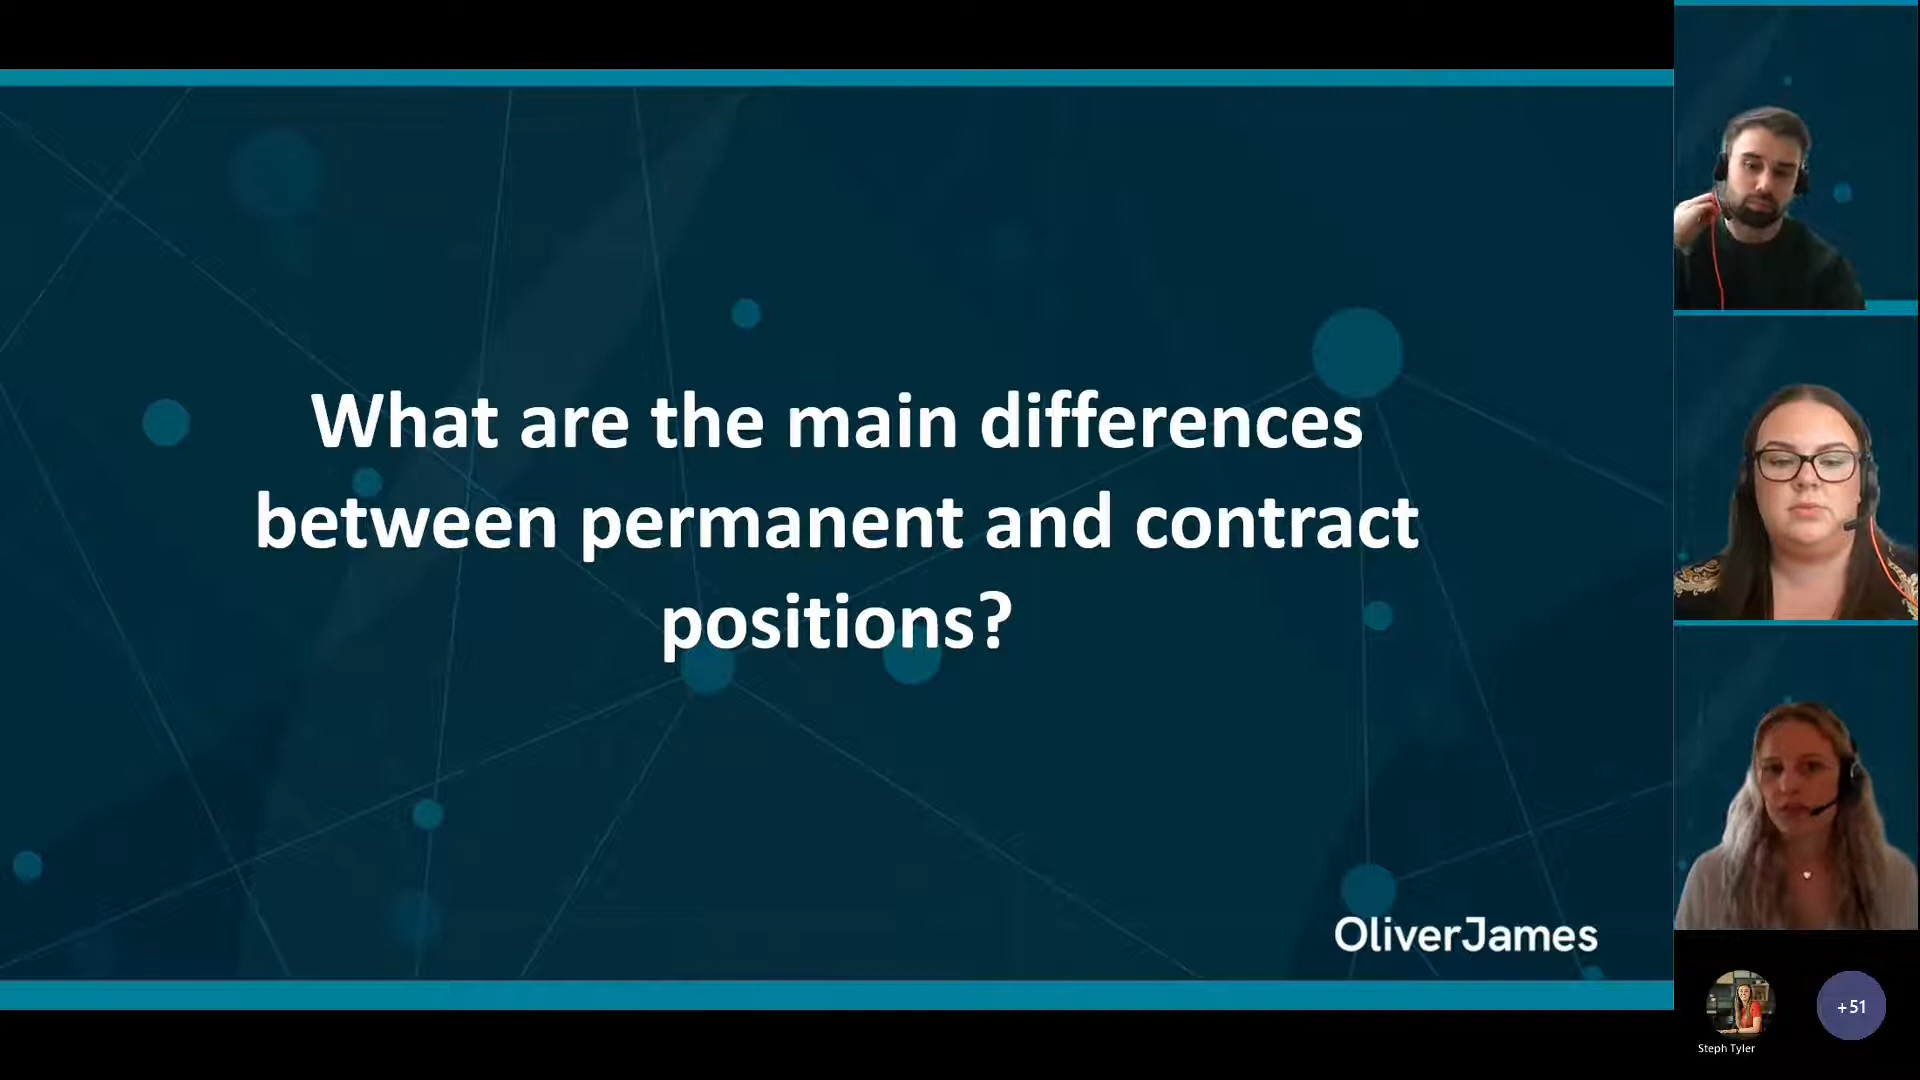 What are the main differences
between permanent and contract
positions?
OliverJames
+51
Steph Tyler